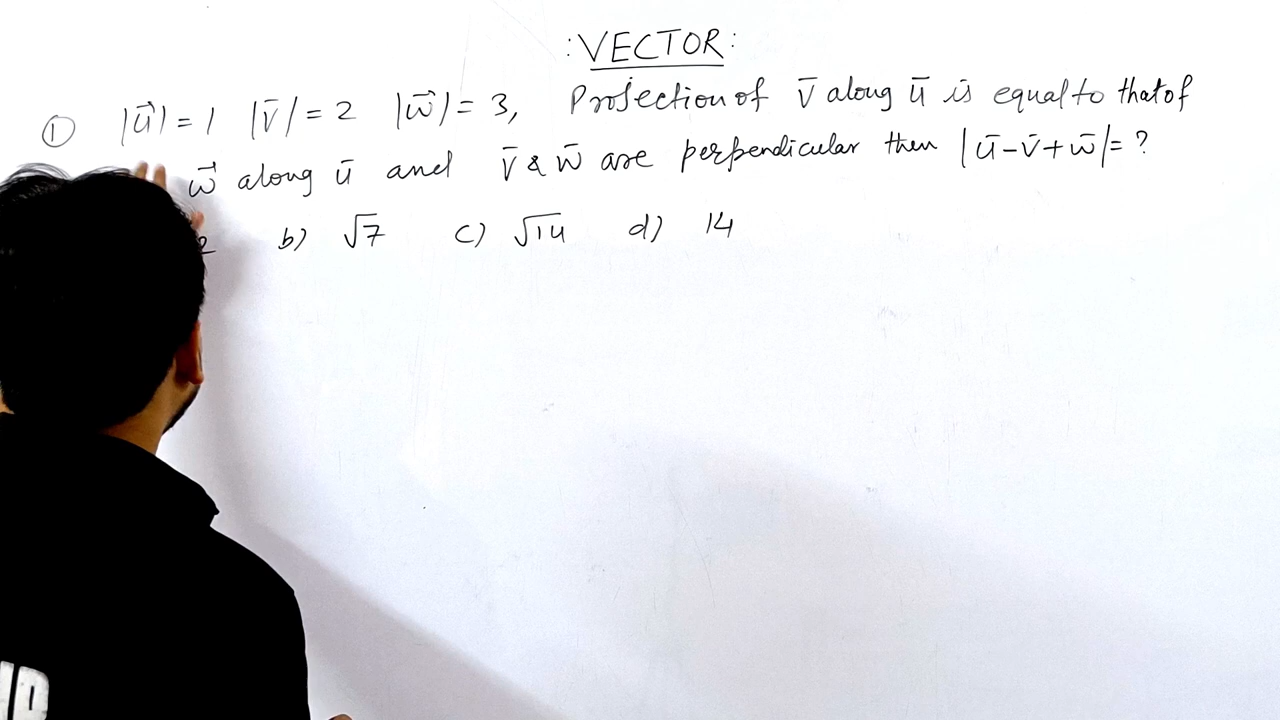 :VECTOR:
① |u⃗| = 1 |v̄| = 2 |w⃗| = 3, Projection of v̄ along ū is equal to that of
w⃗ along ū and v̄ & w̄ are perpendicular then |ū-v̄+w̄| = ?
2 b) √7 c) √14 d) 14